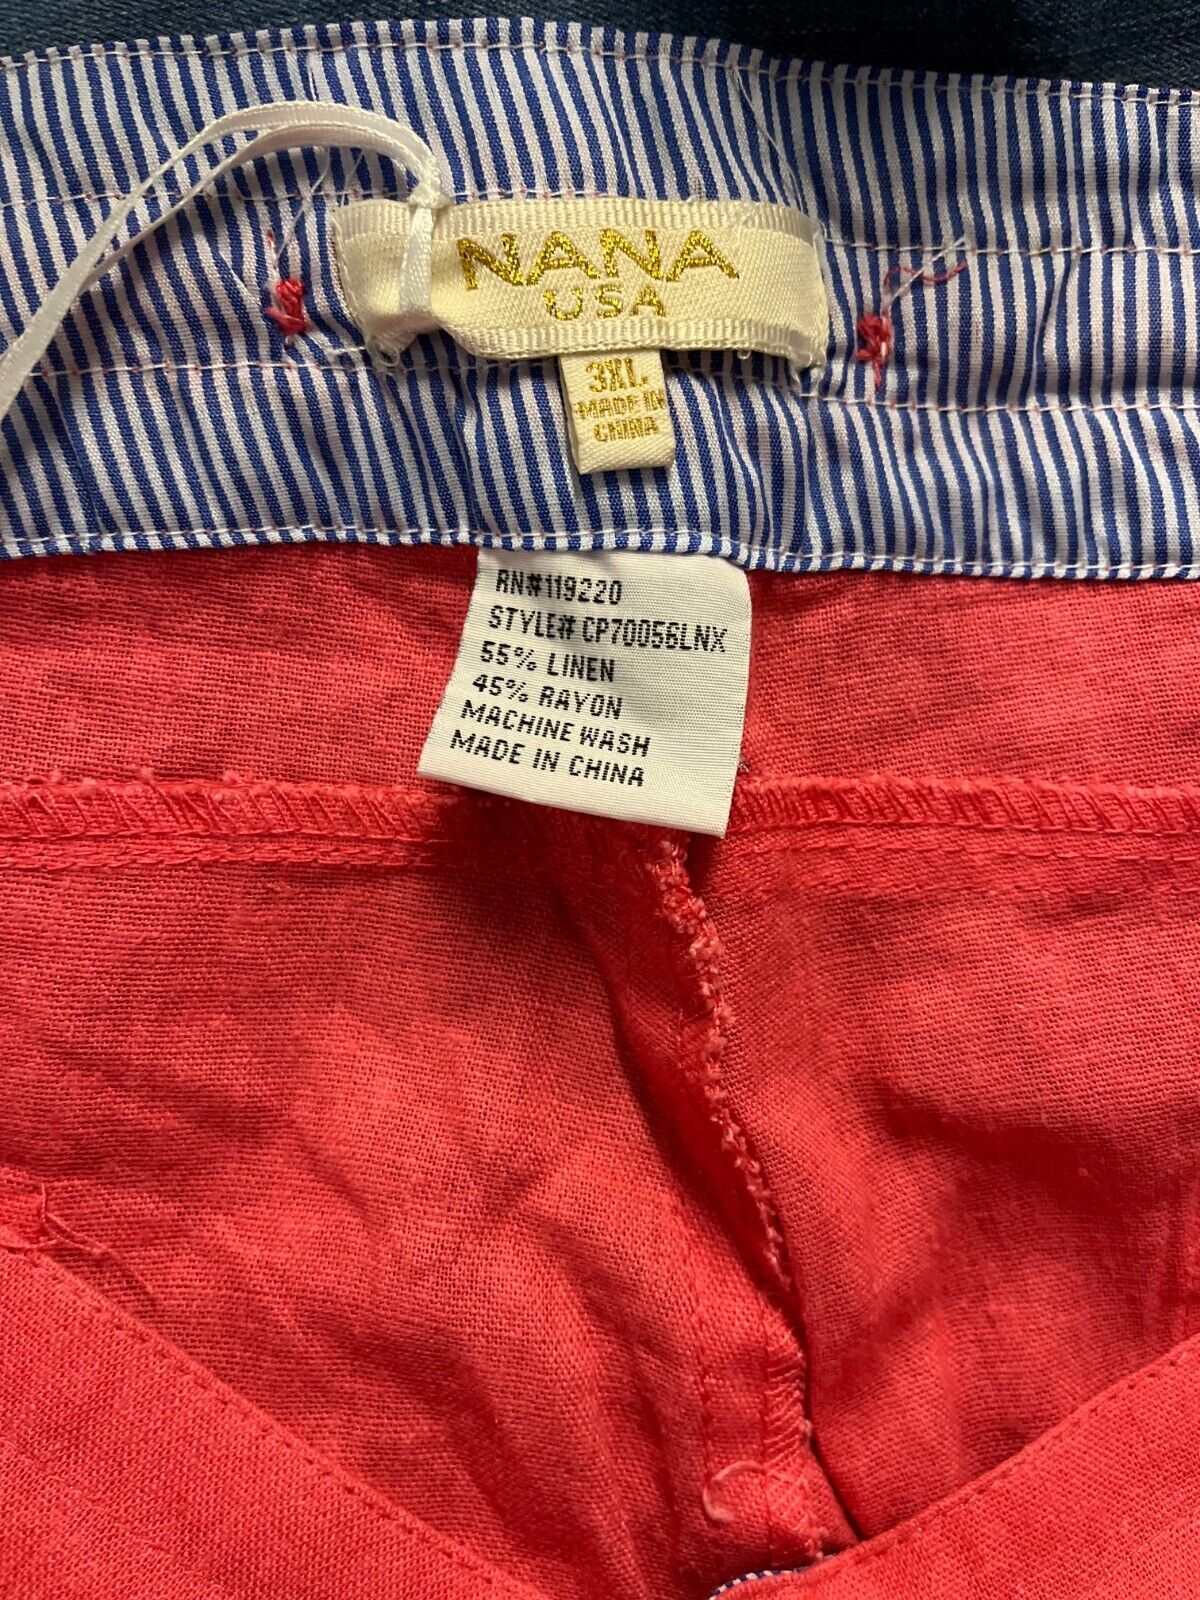 NANA
USA
3XL
MADE IN
CHINA
RN#119220
STYLE# CP70056LNX
55% LINEN
45% RAYON
MACHINE WASH
MADE IN CHINA